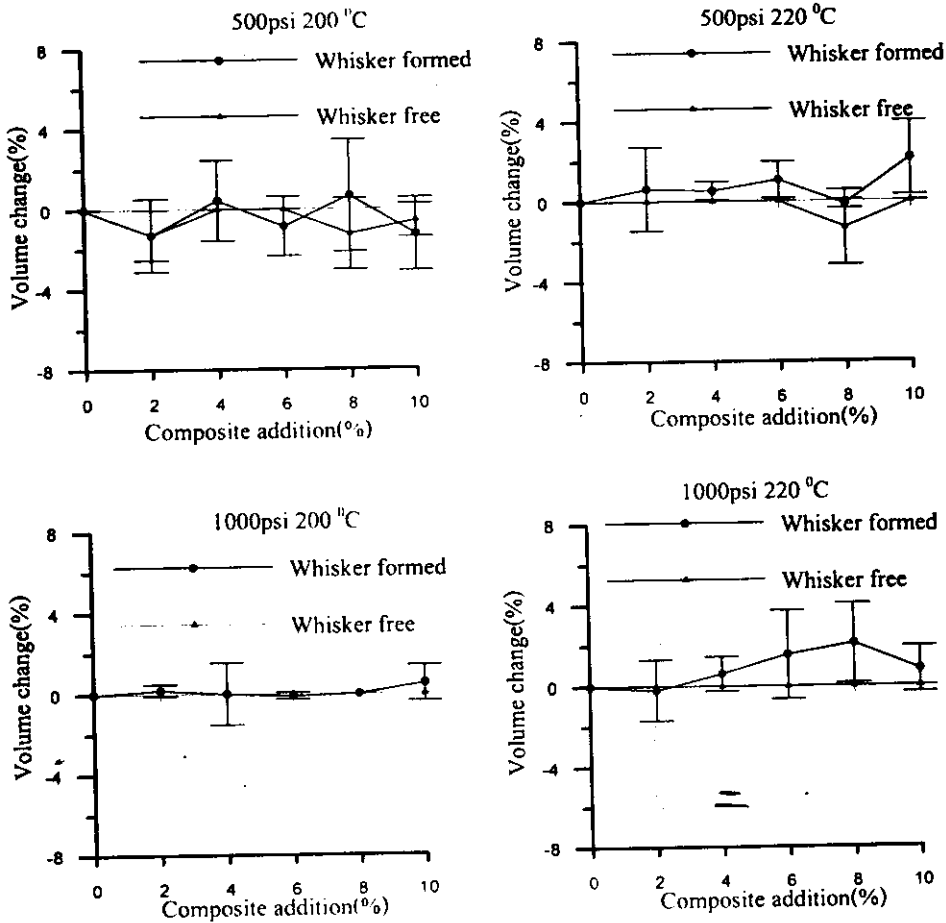 500psi 200 ⁰C
8
4
0
-4
-8
Volume change(%)
Whisker formed
Whisker free
0 2 4 6 8 10
Composite addition(%)
500psi 220 ⁰C
8
4
0
-4
-8
Volume change(%)
Whisker formed
Whisker free
0 2 4 6 8 10
Composite addition(%)
1000psi 200 ⁰C
8
4
0
-4
-8
Volume change(%)
Whisker formed
Whisker free
0 2 4 6 8 10
Composite addition(%)
1000psi 220 ⁰C
8
4
0
-4
-8
Volume change(%)
Whisker formed
Whisker free
0 2 4 6 8 10
Composite addition(%)